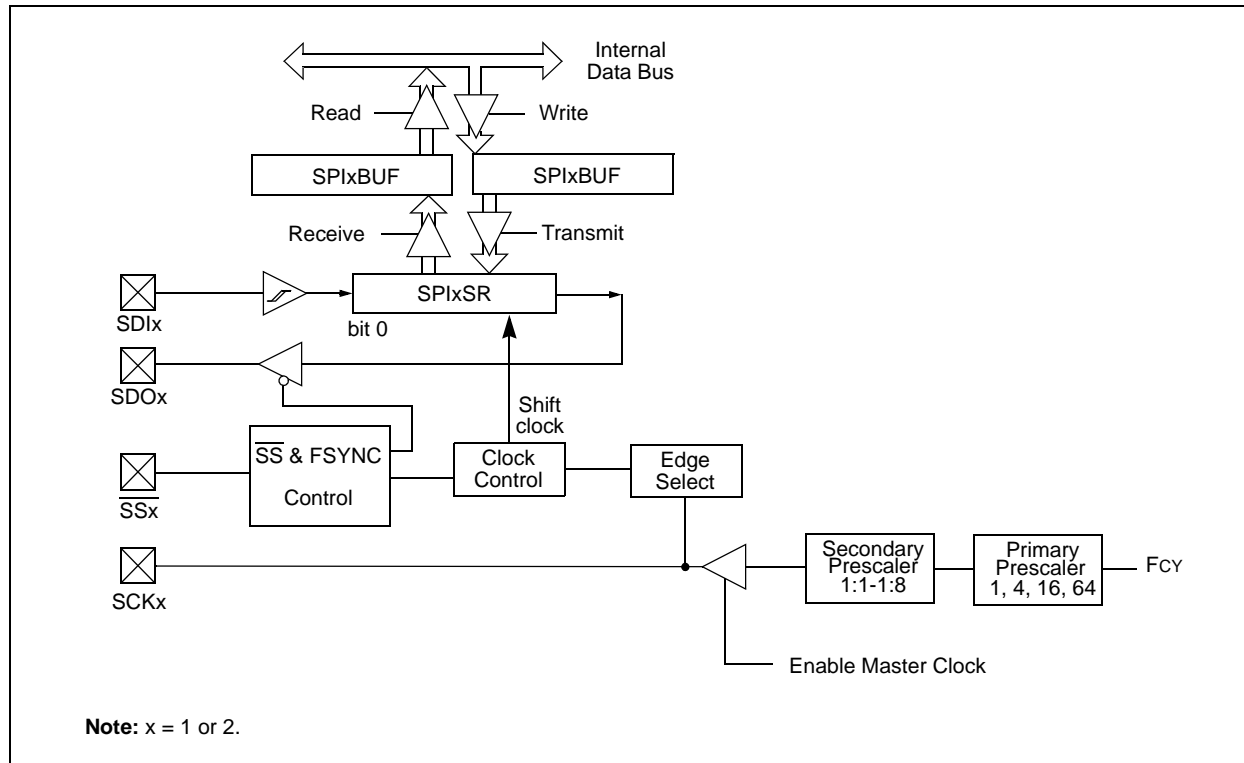 Internal
Data Bus
Read
Write
SPIxBUF
SPIxBUF
Receive
Transmit
SPIxSR
SDIx
bit 0
SDOx
Shift
clock
SS & FSYNC
Control
Clock
Control
Edge
Select
SSx
Secondary
Prescaler
1:1-1:8
Primary
Prescaler
1, 4, 16, 64
FCY
SCKx
Enable Master Clock
Note: x = 1 or 2.